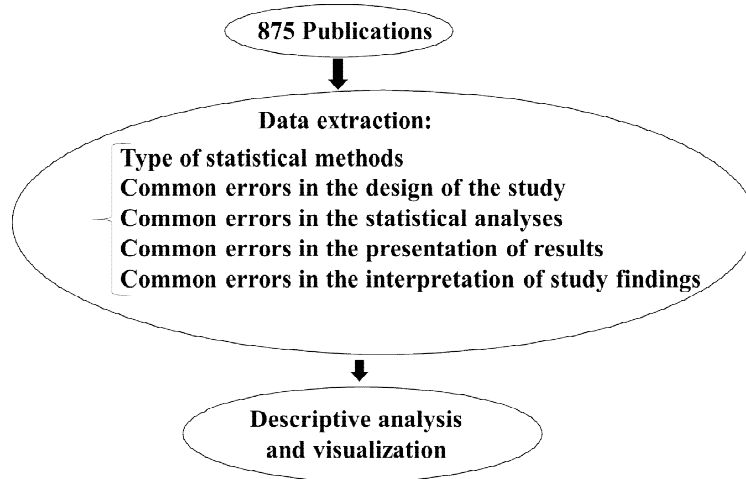 875 Publications
Data extraction:
Type of statistical methods
Common errors in the design of the study
Common errors in the statistical analyses
Common errors in the presentation of results
Common errors in the interpretation of study findings
Descriptive analysis
and visualization